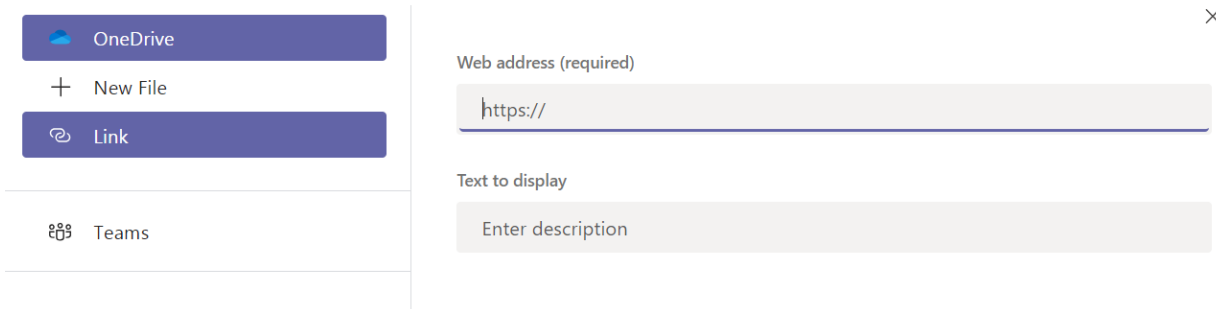 OneDrive
New File
Link
Teams
Web address (required)
https://
Text to display
Enter description